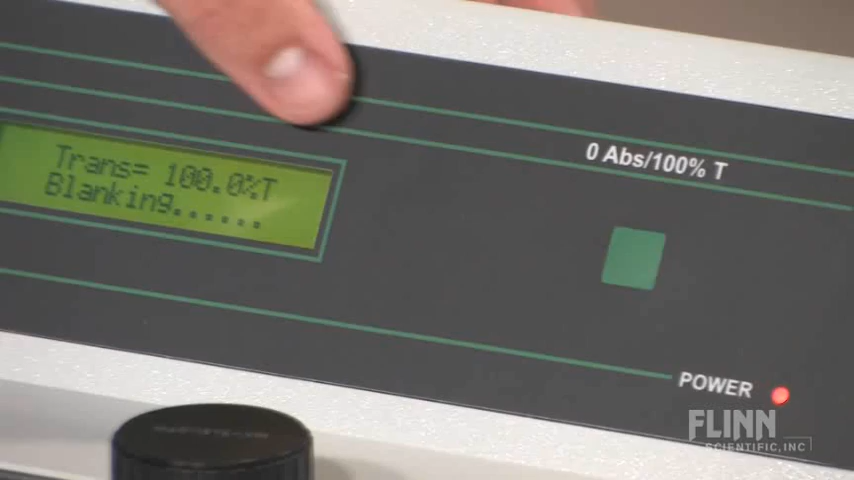 Trans= 100.0%T
Blanking......
0 Abs/100% T
POWER
FLINN
SCIENTIFIC, INC